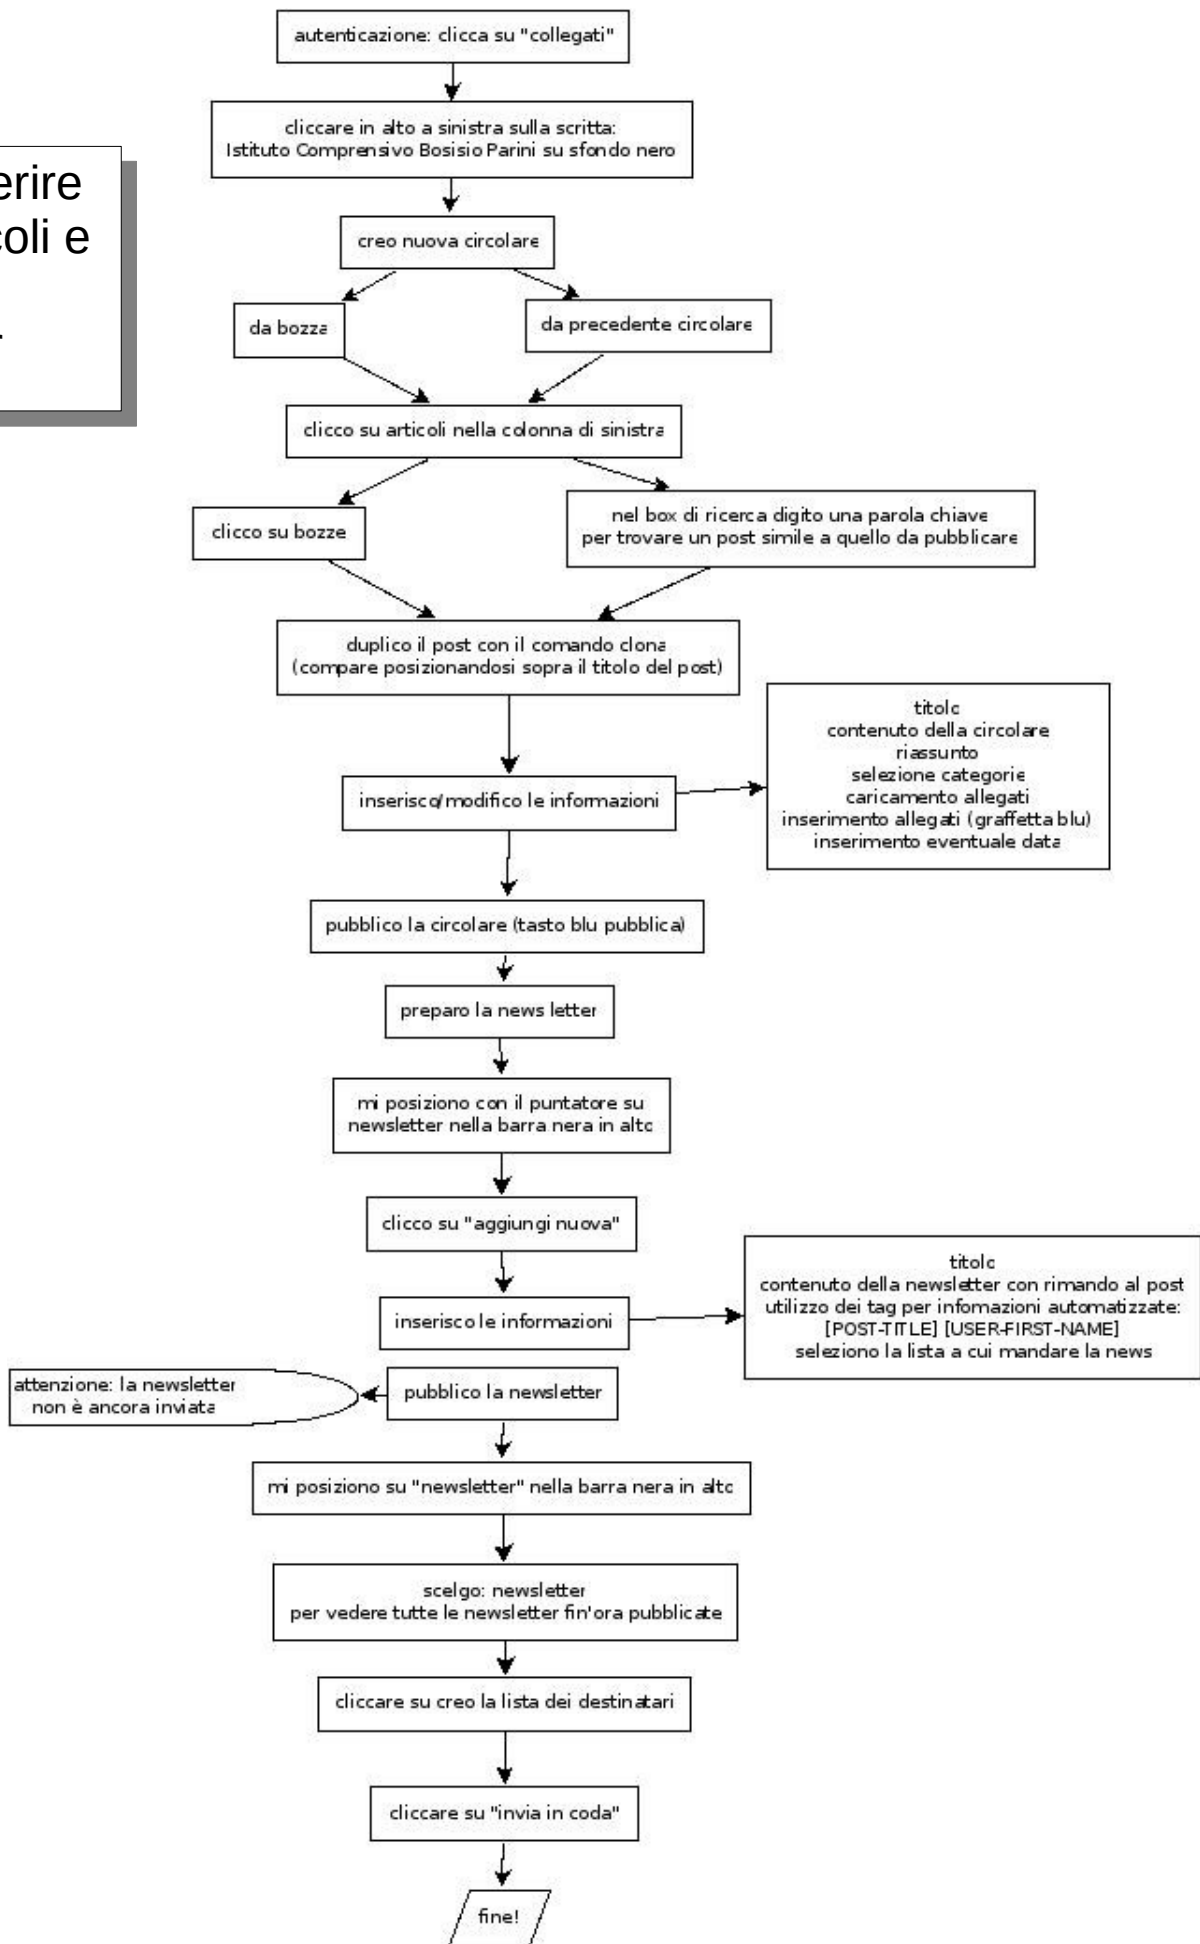 autenticazione: clicca su "collegati"
cliccare in alto a sinistra sulla scritta:
Istituto Comprensivo Bosisio Parini su sfondo nero
erire
coli e
creo nuova circolare
da bozza
da precedente circolare
clicco su articoli nella colonna di sinistra
clicco su bozze
nel box di ricerca digito una parola chiave
per trovare un post simile a quello da pubblicare
duplico il post con il comando clona
(compare posizionandosi sopra il titolo del post)
inserisco/modifico le informazioni
titolo
contenuto della circolare
riassunto
selezione categorie
caricamento allegati
inserimento allegati (graffetta blu)
inserimento eventuale data
pubblico la circolare (tasto blu pubblica)
preparo la news letter
mi posiziono con il puntatore su
newsletter nella barra nera in alto
clicco su "aggiungi nuova"
inserisco le informazioni
titolo
contenuto della newsletter con rimando al post
utilizzo dei tag per infomazioni automatizzate:
[POST-TITLE] [USER-FIRST-NAME]
seleziono la lista a cui mandare la news
pubblico la newsletter
attenzione: la newsletter
non è ancora inviata
mi posiziono su "newsletter" nella barra nera in alto
scelgo: newsletter
per vedere tutte le newsletter fin'ora pubblicate
cliccare su creo la lista dei destinatari
cliccare su "invia in coda"
fine!